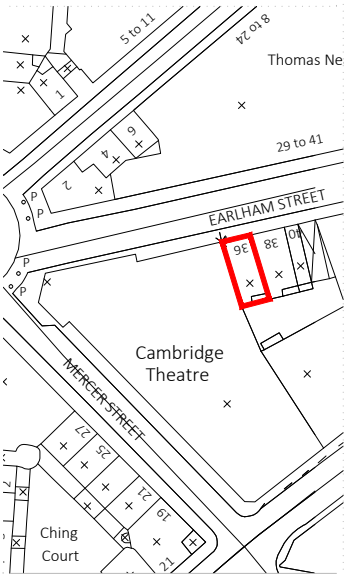 5 to 11
8 to 24
Thomas Ne
1
6
4
2
29 to 41
P
P
EARLHAM STREET
36
38
40
P
P
Cambridge
Theatre
MERCER STREET
27
25
21
19
21
Ching
Court